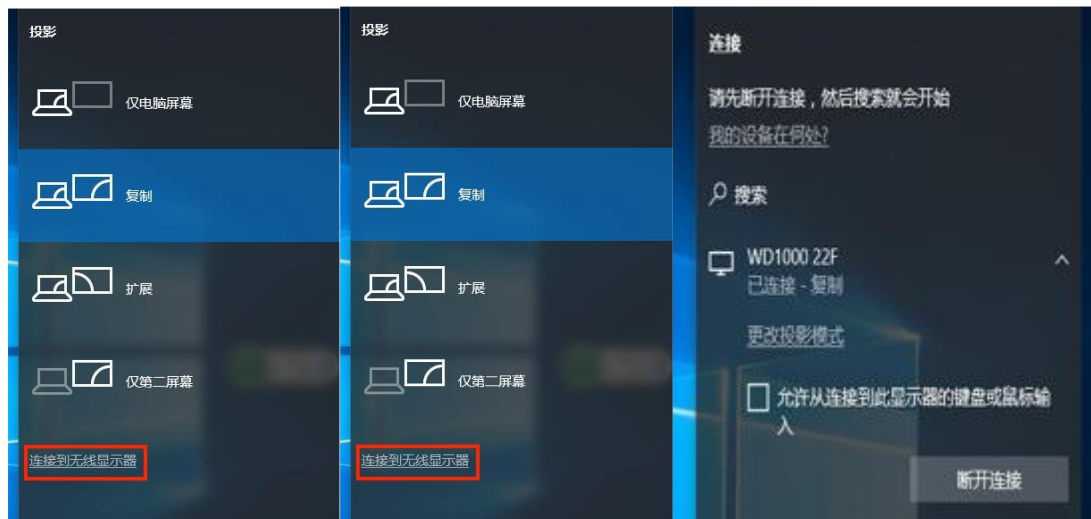 投影
仅电脑屏幕
复制
扩展
仅第二屏幕
连接到无线显示器
投影
仅电脑屏幕
复制
扩展
仅第二屏幕
连接到无线显示器
连接
请先断开连接，然后搜索就会开始
我的设备在何处?
搜索
WD1000 22F
已连接 - 复制
更改投影模式
允许从连接到此显示器的键盘或鼠标输
入
断开连接